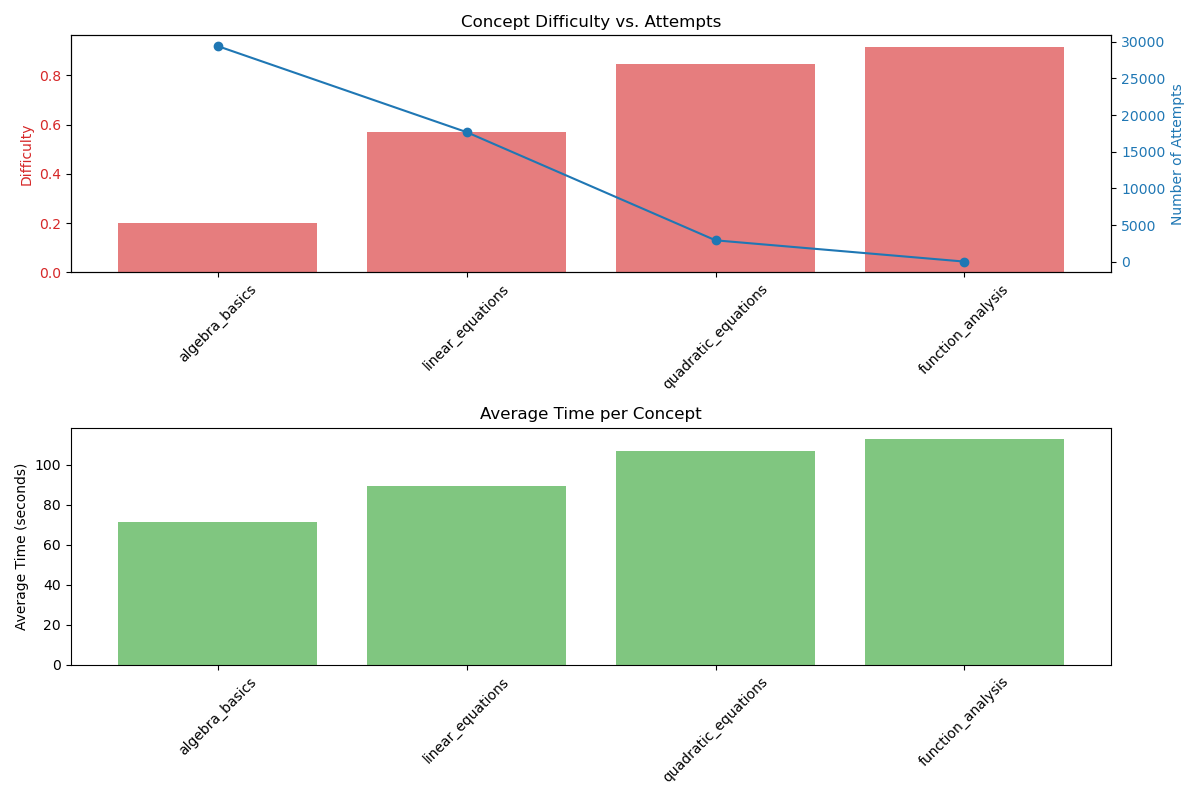 Concept Difficulty vs. Attempts
Difficulty
0.8
0.6
0.4
0.2
0.0
30000
25000
20000
15000
10000
5000
0
Number of Attempts
algebra_basics
linear_equations
quadratic_equations
function_analysis
Average Time per Concept
Average Time (seconds)
100
80
60
40
20
0
algebra_basics
linear_equations
quadratic_equations
function_analysis